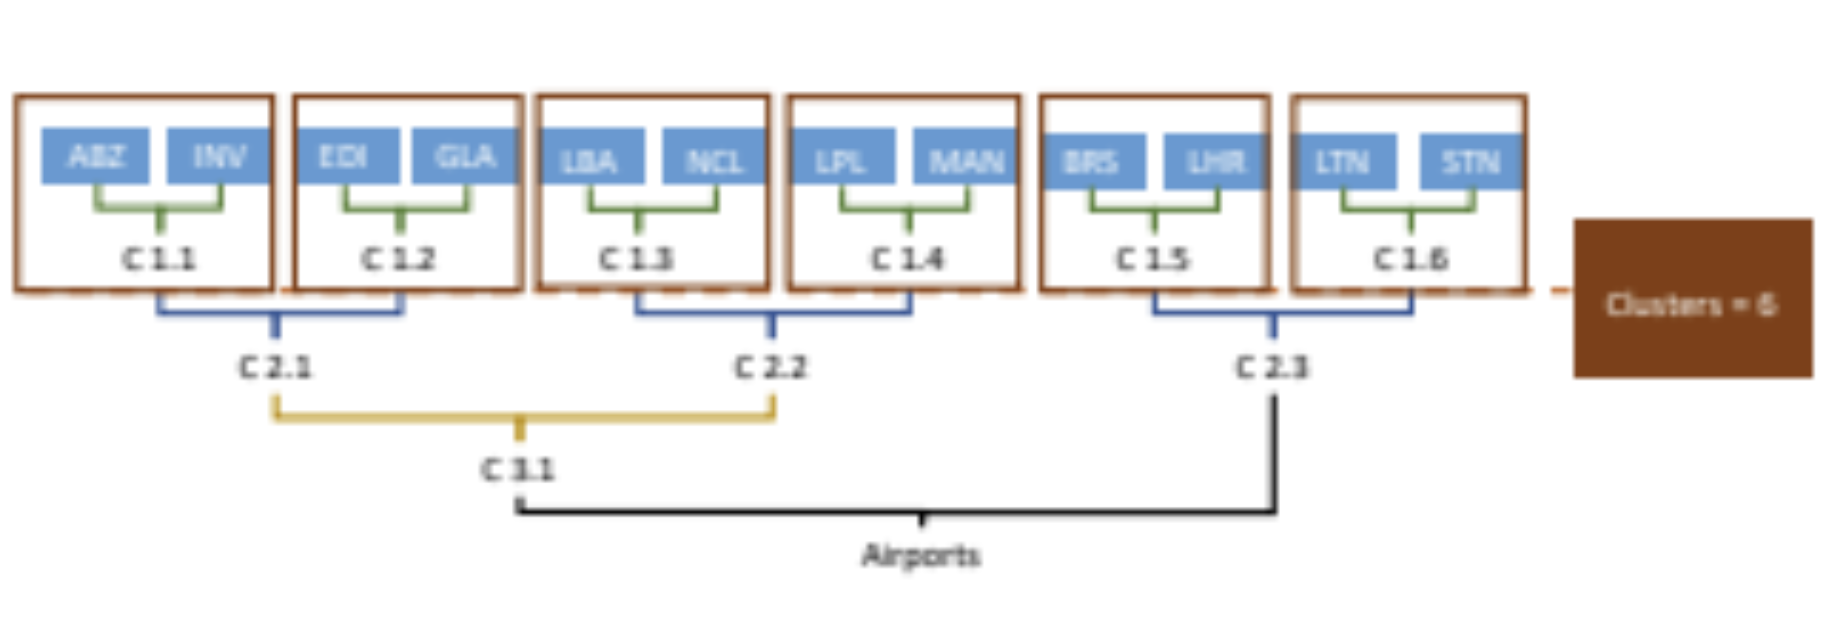 ABZ INV EDI GLA LBA NCL LPL MAN BRS LHR LTN STN
C 1.1 C 1.2 C 1.3 C 1.4 C 1.5 C 1.6
Clusters = 6
C 2.1 C 2.2 C 2.3
C 3.1
Airports